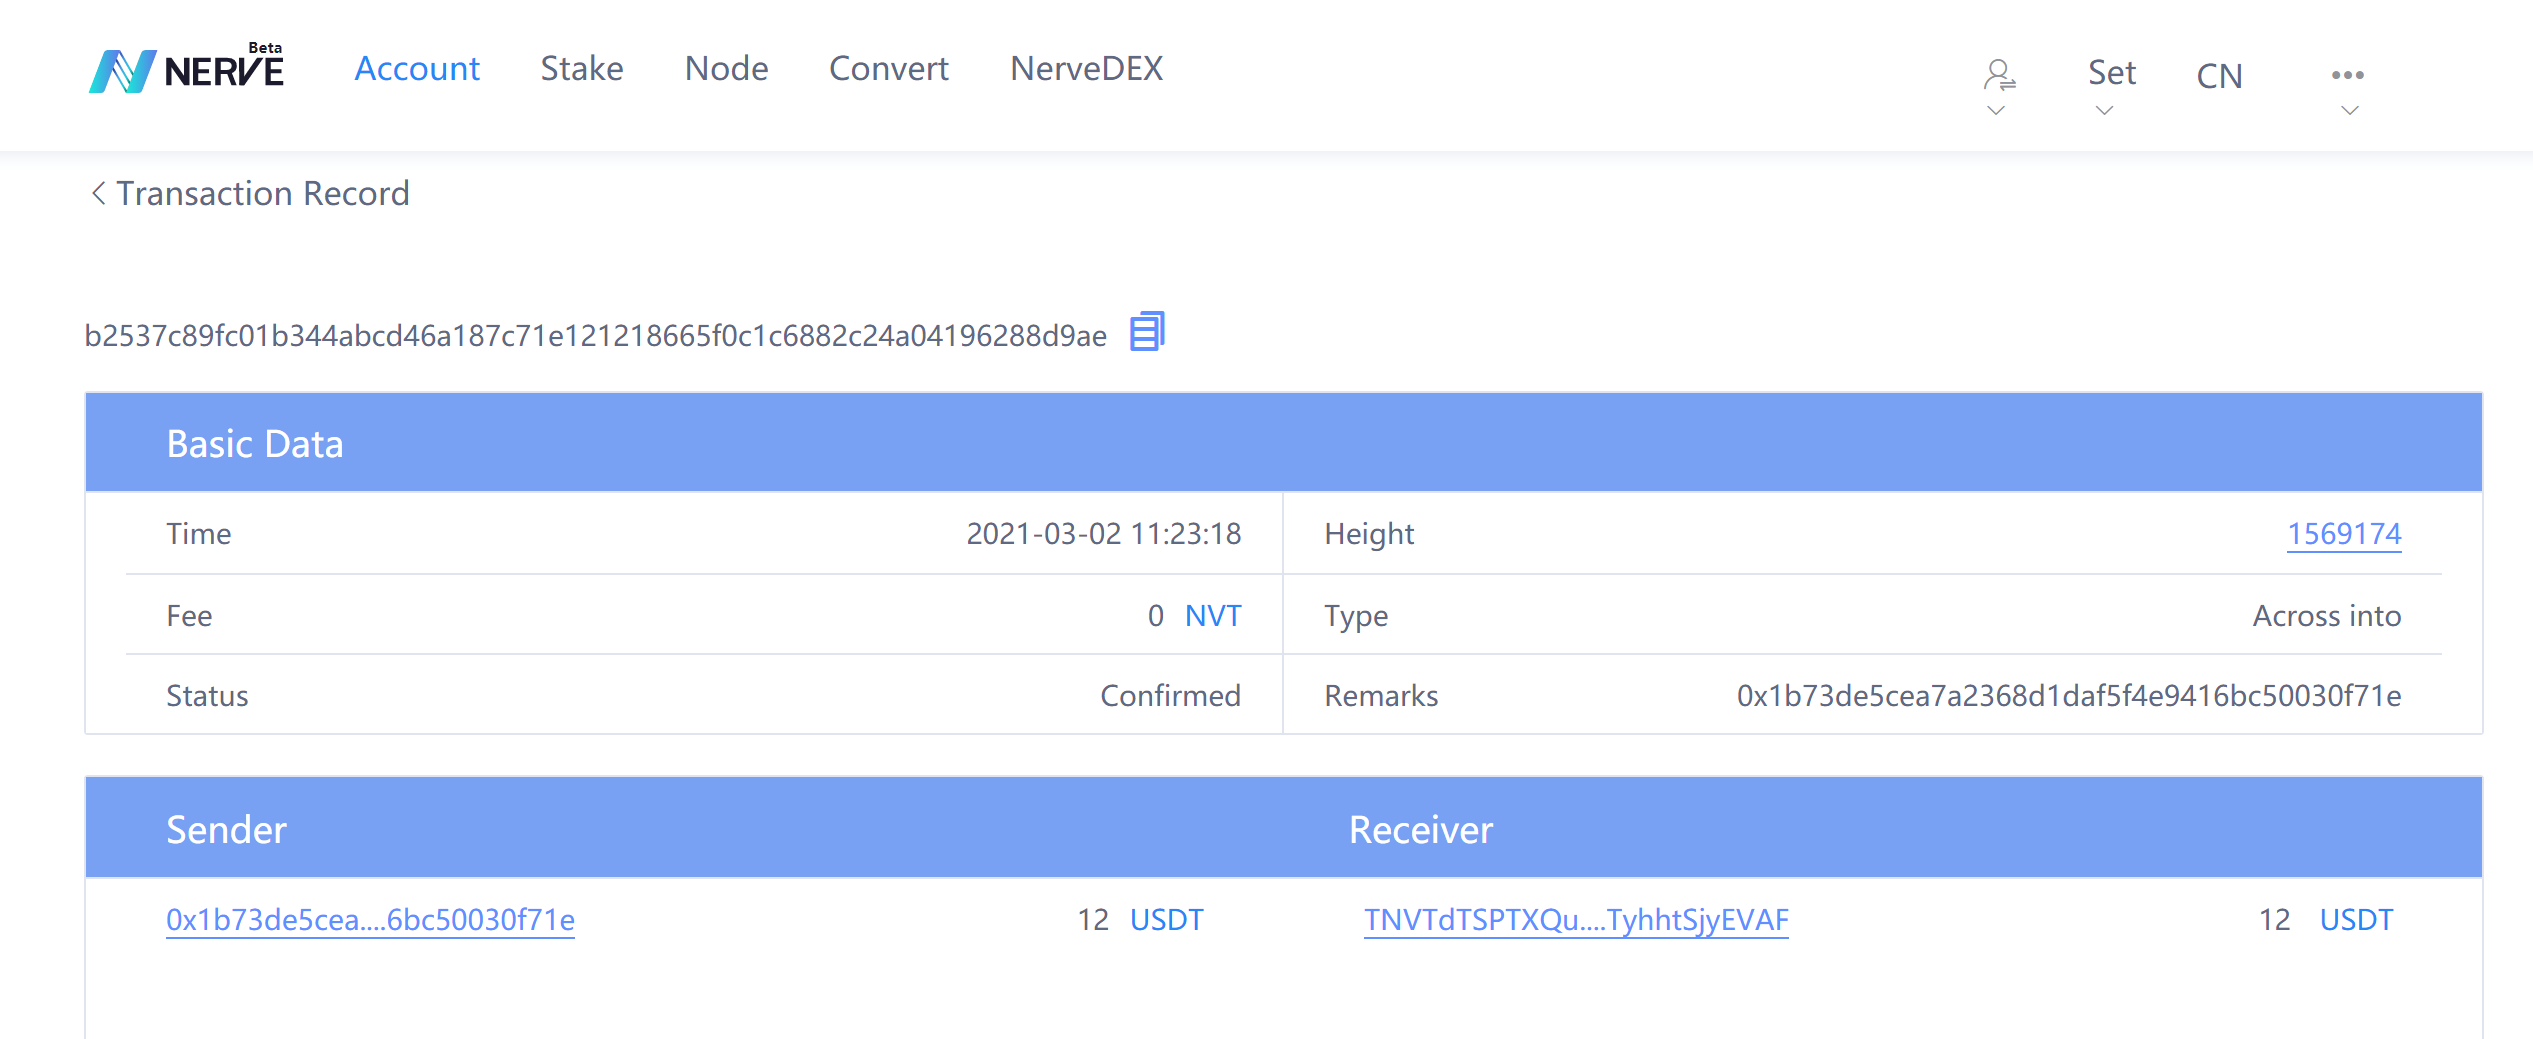 NERVE Beta
Account Stake Node Convert NerveDEX Set CN
Transaction Record
b2537c89fc01b344abcd46a187c71e121218665f0c1c6882c24a04196288d9ae
Basic Data
Time 2021-03-02 11:23:18 Height 1569174
Fee 0 NVT Type Across into
Status Confirmed Remarks 0x1b73de5cea7a2368d1daf5f4e9416bc50030f71e
Sender Receiver
0x1b73de5cea....6bc50030f71e 12 USDT TNVTdTSPTXQu....TyhhtSjyEVAF 12 USDT